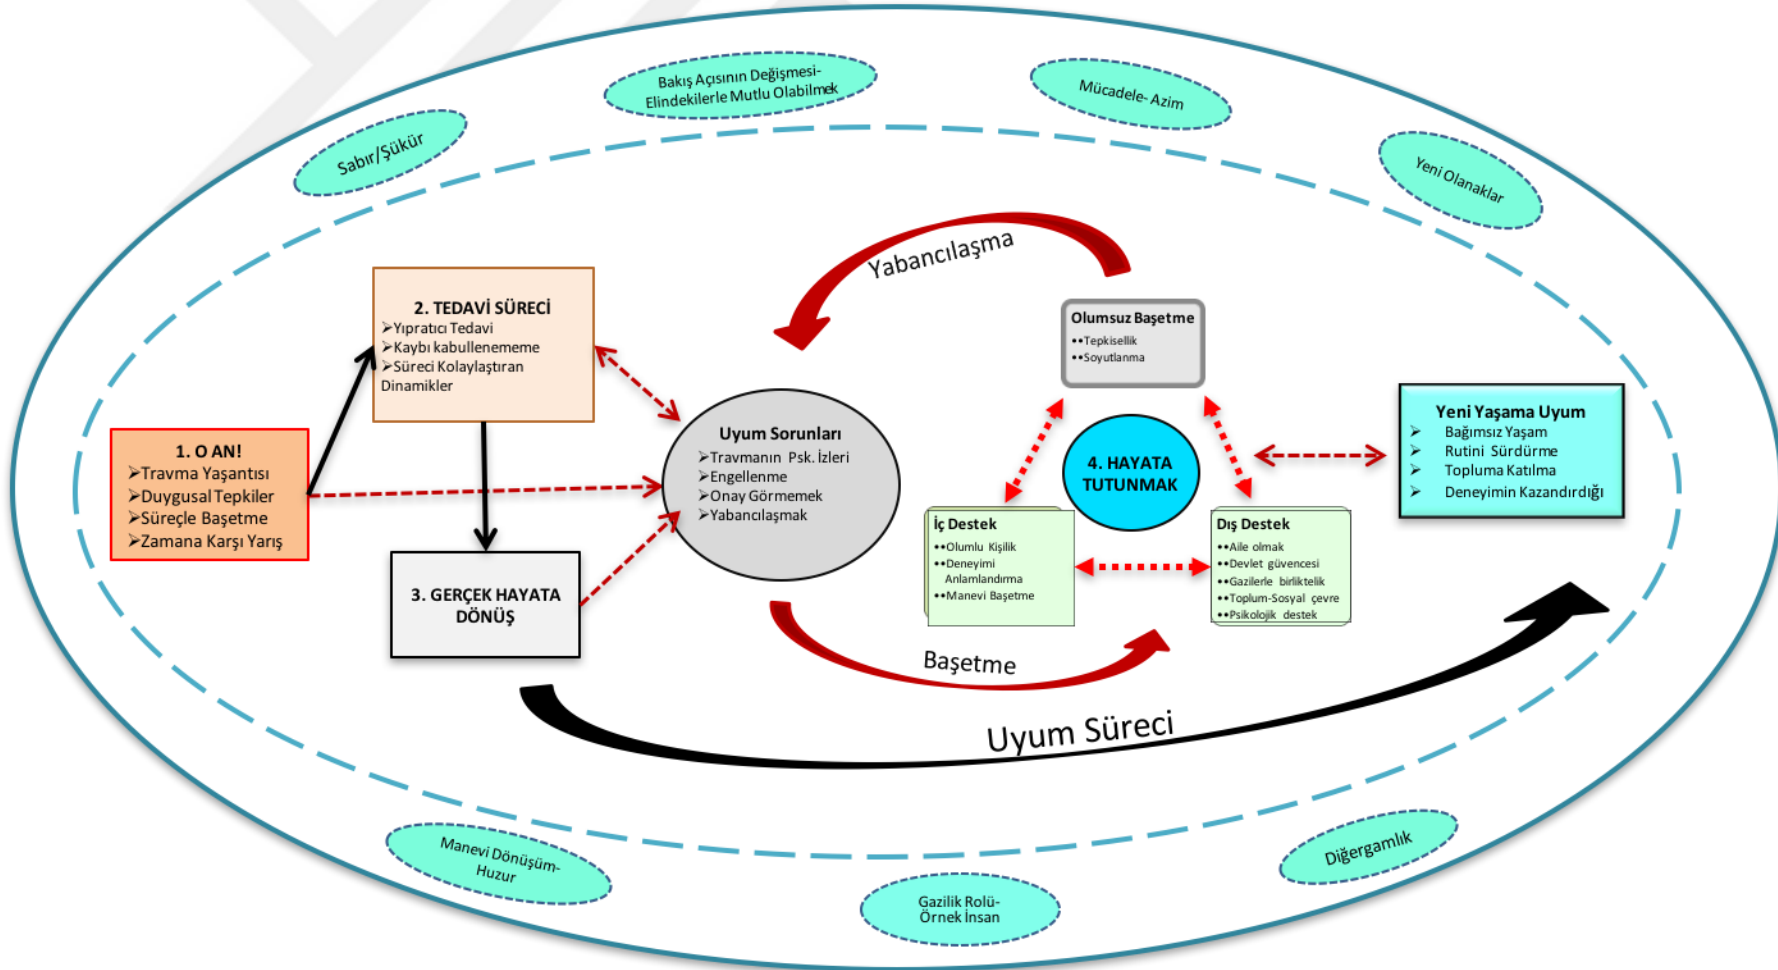 Bakış Açısının Değişmesi-
Elindekilerle Mutlu Olabilmek
Mücadele- Azim
Sabır/Şükür
Yeni Olanaklar
Yabancılaşma
2. TEDAVİ SÜRECİ
➢Yıpratıcı Tedavi
➢Kaybı kabullenememe
➢Süreci Kolaylaştıran
Dinamikler
Olumsuz Başetme
••Tepkisellik
••Soyutlanma
1. O AN!
➢Travma Yaşantısı
➢Duygusal Tepkiler
➢Süreçle Başetme
➢Zamana Karşı Yarış
Uyum Sorunları
➢Travmanın Psk. İzleri
➢Engellenme
➢Onay Görmemek
➢Yabancılaşmak
4. HAYATA
TUTUNMAK
Yeni Yaşama Uyum
➢ Bağımsız Yaşam
➢ Rutini Sürdürme
➢ Topluma Katılma
➢ Deneyimin Kazandırdığı
3. GERÇEK HAYATA
DÖNÜŞ
İç Destek
••Olumlu Kişilik
••Deneyimi
Anlamlandırma
••Manevi Başetme
Dış Destek
••Aile olmak
••Devlet güvencesi
••Gazilerle birliktelik
••Toplum-Sosyal çevre
••Psikolojik destek
Başetme
Uyum Süreci
Manevi Dönüşüm-
Huzur
Gazilik Rolü-
Örnek İnsan
Diğergamlık